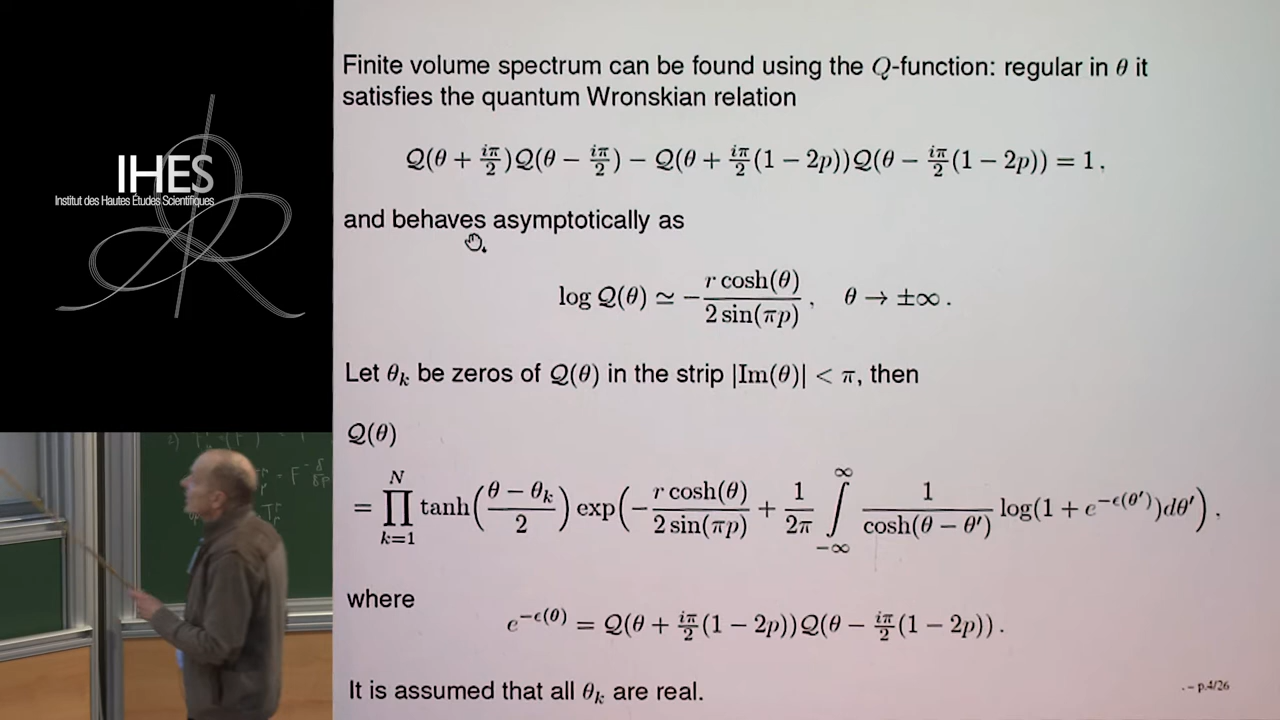 IHES
Institut des Hautes Études Scientifiques
Finite volume spectrum can be found using the Q-function: regular in θ it
satisfies the quantum Wronskian relation
Q(θ + iπ/2)Q(θ − iπ/2) − Q(θ + iπ/2(1 − 2p))Q(θ − iπ/2(1 − 2p)) = 1 ,
and behaves asymptotically as
log Q(θ) ≃ − r cosh(θ) / 2 sin(πp) , θ → ±∞ .
Let θ_k be zeros of Q(θ) in the strip |Im(θ)| < π, then
Q(θ)
= ∏_{k=1}^{N} tanh((θ − θ_k)/2) exp(− r cosh(θ) / 2 sin(πp) + 1/2π ∫_{−∞}^{∞} 1 / cosh(θ − θ′) log(1 + e^{−ϵ(θ′)})dθ′) ,
where
e^{−ϵ(θ)} = Q(θ + iπ/2(1 − 2p))Q(θ − iπ/2(1 − 2p)) .
It is assumed that all θ_k are real.
. – p.4/26